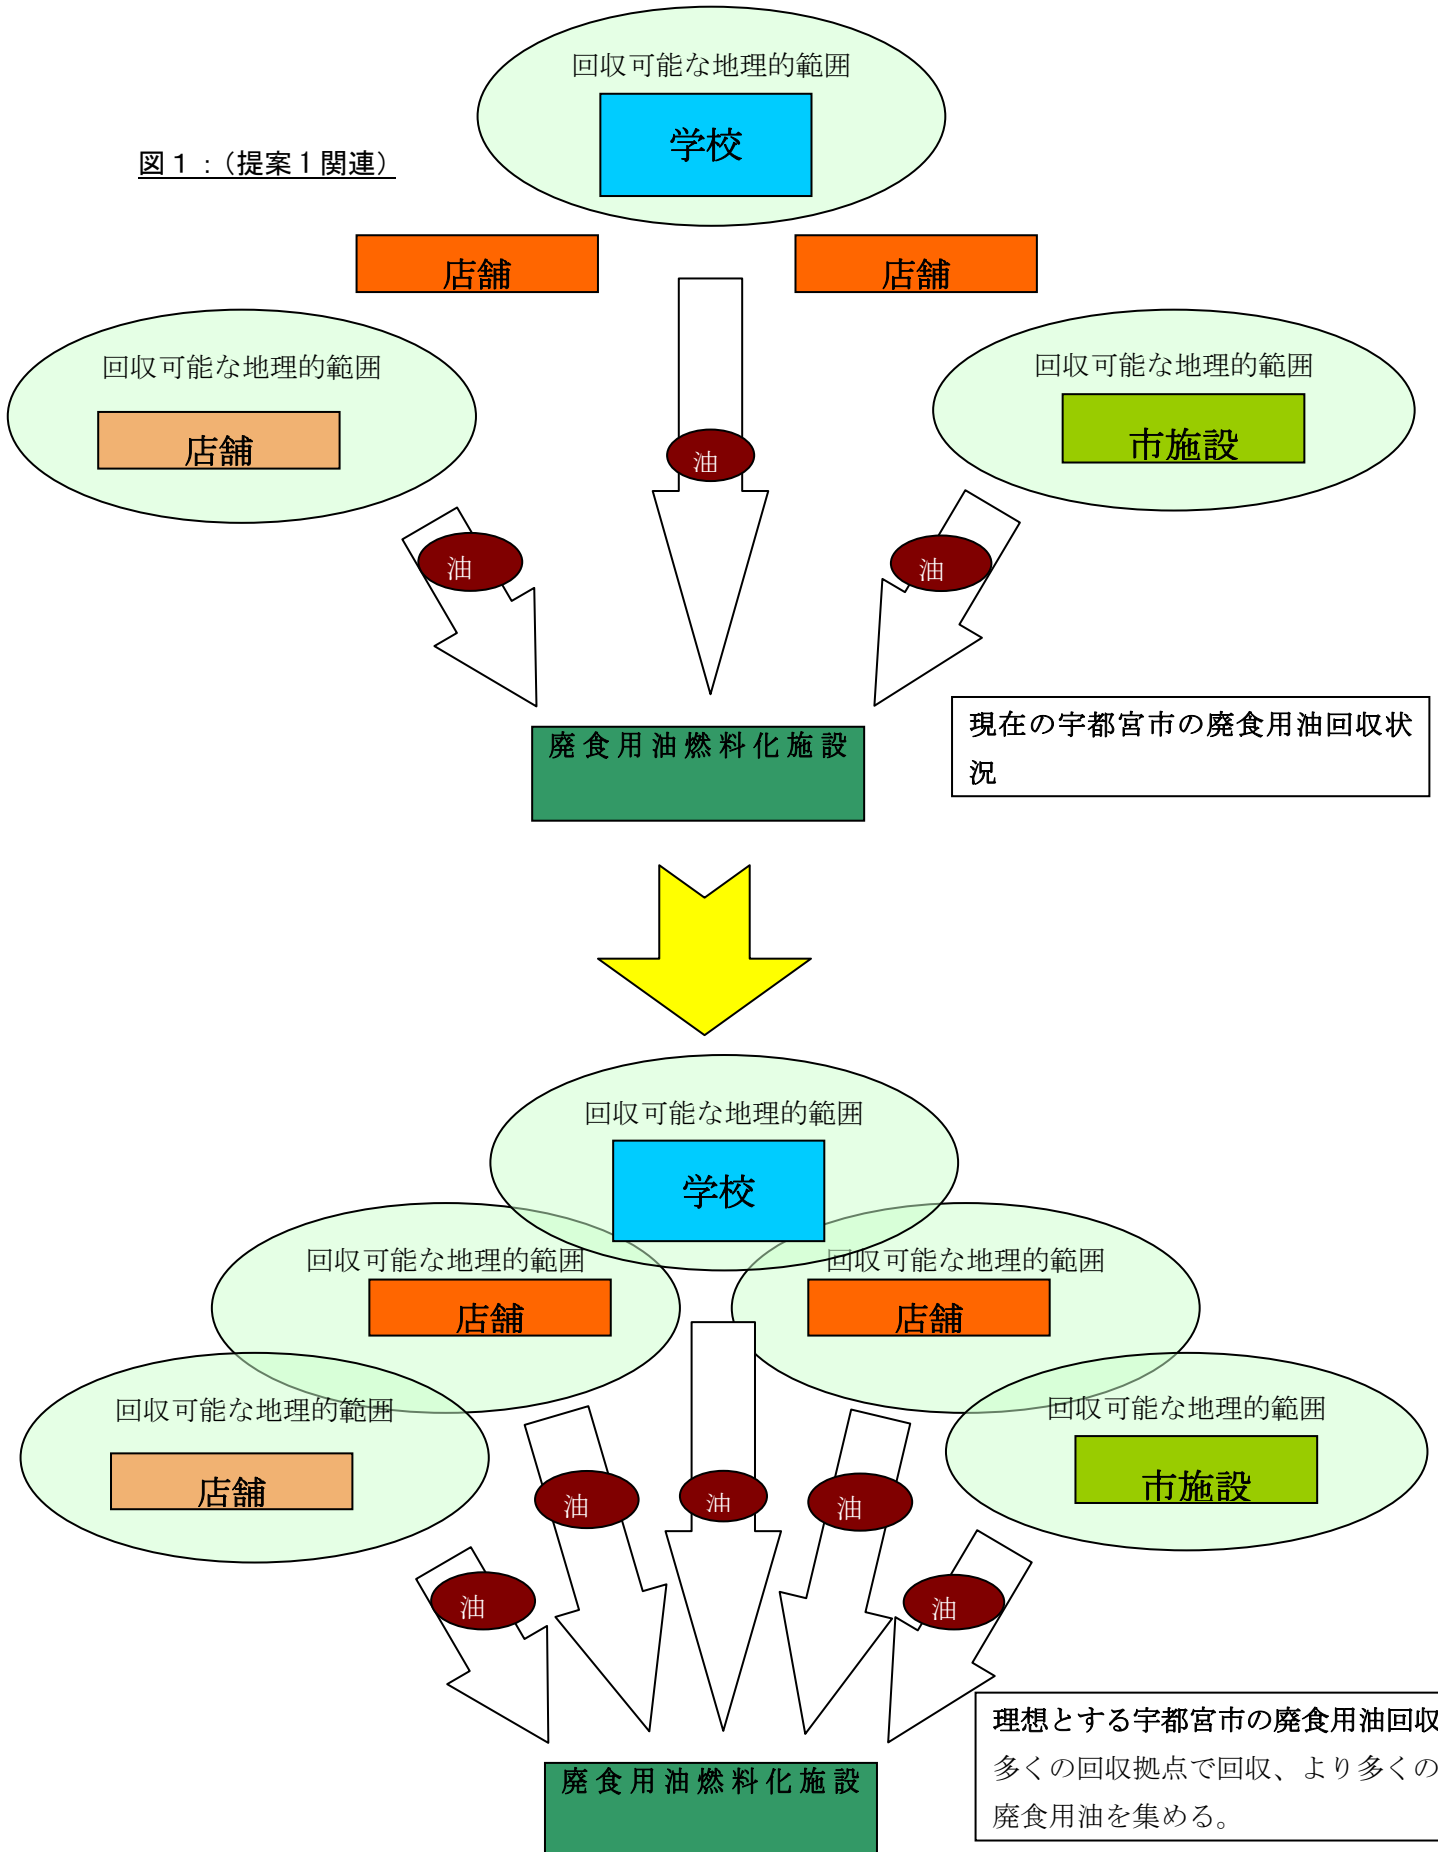 回収可能な地理的範囲
学校
図１：（提案１関連）
店舗
店舗
回収可能な地理的範囲
店舗
回収可能な地理的範囲
市施設
油
油
油
廃食用油燃料化施設
現在の宇都宮市の廃食用油回収状
況
回収可能な地理的範囲
学校
回収可能な地理的範囲
店舗
回収可能な地理的範囲
店舗
回収可能な地理的範囲
店舗
回収可能な地理的範囲
市施設
油
油
油
油
油
廃食用油燃料化施設
理想とする宇都宮市の廃食用油回収
多くの回収拠点で回収、より多くの
廃食用油を集める。